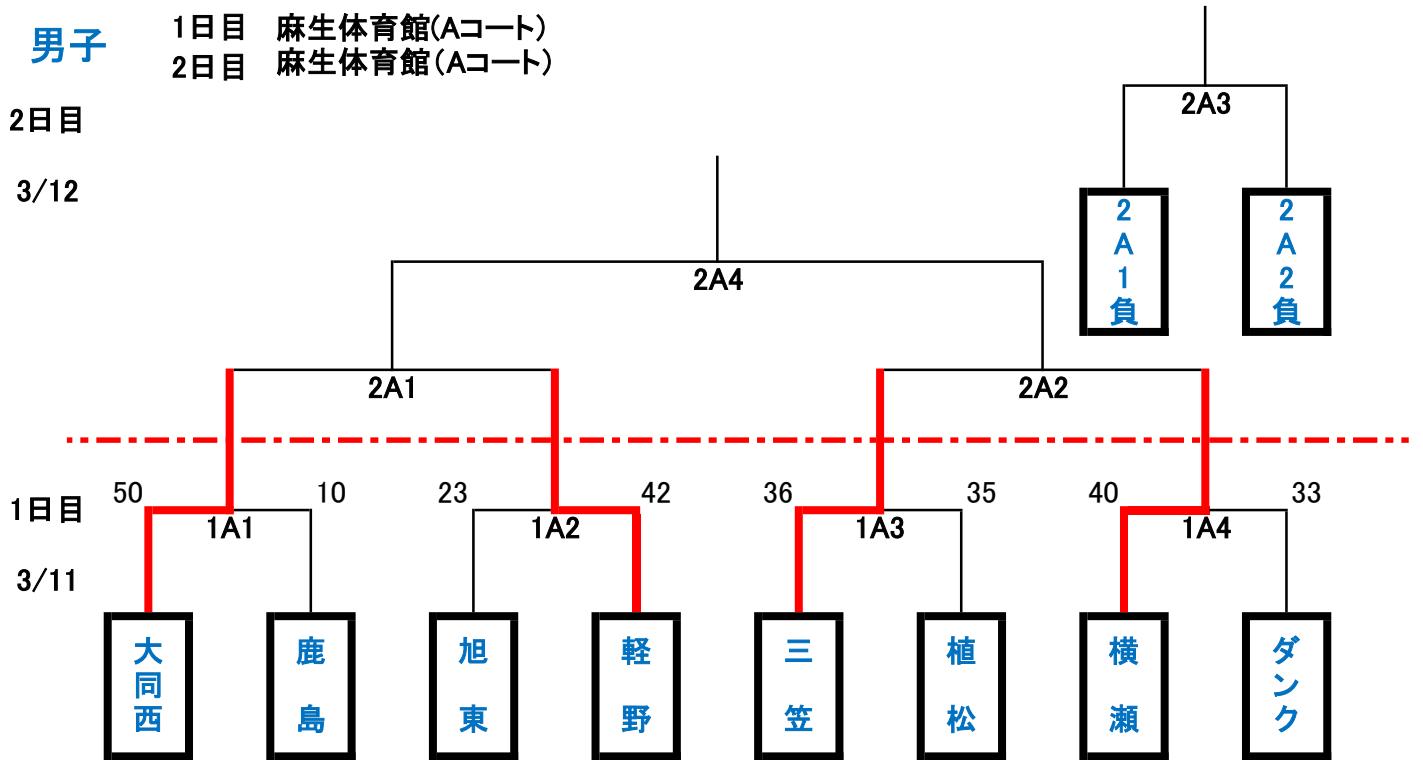 男子
1日目 麻生体育館(Aコート)
2日目 麻生体育館(Aコート)
2A3
2日目
3/12
2A1負
2A2負
2A4
2A1
2A2
50
10
23
42
36
35
40
33
1日目
1A1
1A2
1A3
1A4
3/11
大同西
鹿島
旭東
軽野
三笠
植松
横瀬
ダンク